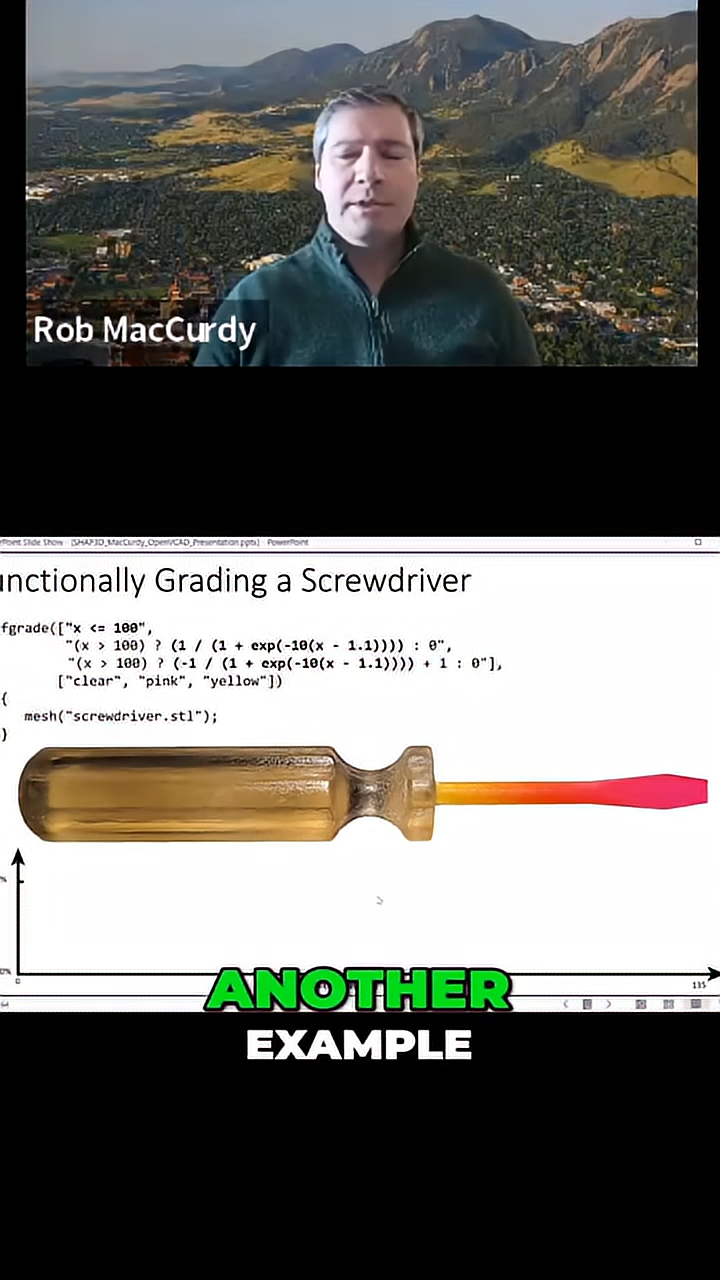 Rob MacCurdy
PowerPoint Slide Show - [SHAP3D_MacCurdy_OpenVCAD_Presentation.pptx] - PowerPoint
unctionally Grading a Screwdriver
fgrade(["x <= 100",
"(x > 100) ? (1 / (1 + exp(-10(x - 1.1)))) : 0",
"(x > 100) ? (-1 / (1 + exp(-10(x - 1.1)))) + 1 : 0"],
["clear", "pink", "yellow"])
{
mesh("screwdriver.stl");
}
0%
0
135
ANOTHER
EXAMPLE